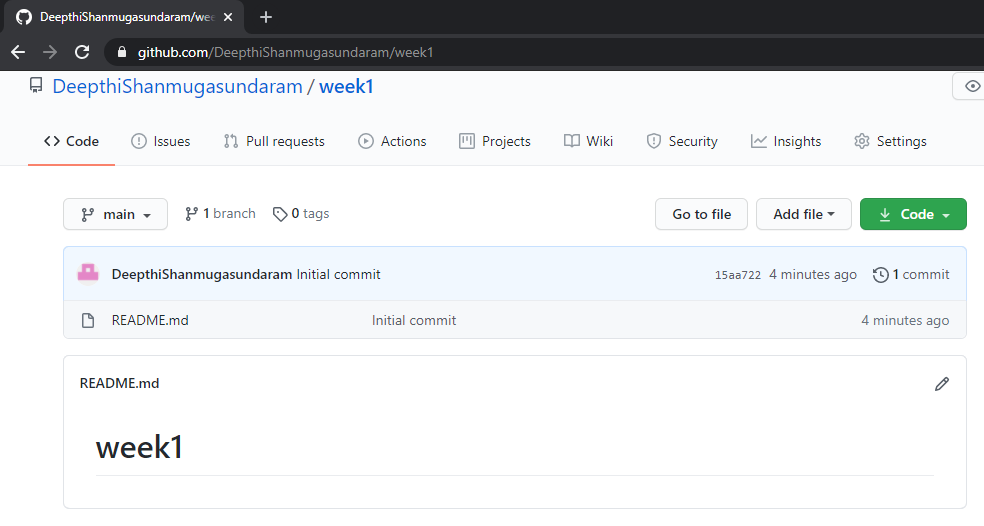 DeepthiShanmugasundaram/wee
github.com/DeepthiShanmugasundaram/week1
DeepthiShanmugasundaram / week1
Code Issues Pull requests Actions Projects Wiki Security Insights Settings
main 1 branch 0 tags Go to file Add file Code
DeepthiShanmugasundaram Initial commit 15aa722 4 minutes ago 1 commit
README.md Initial commit 4 minutes ago
README.md
week1